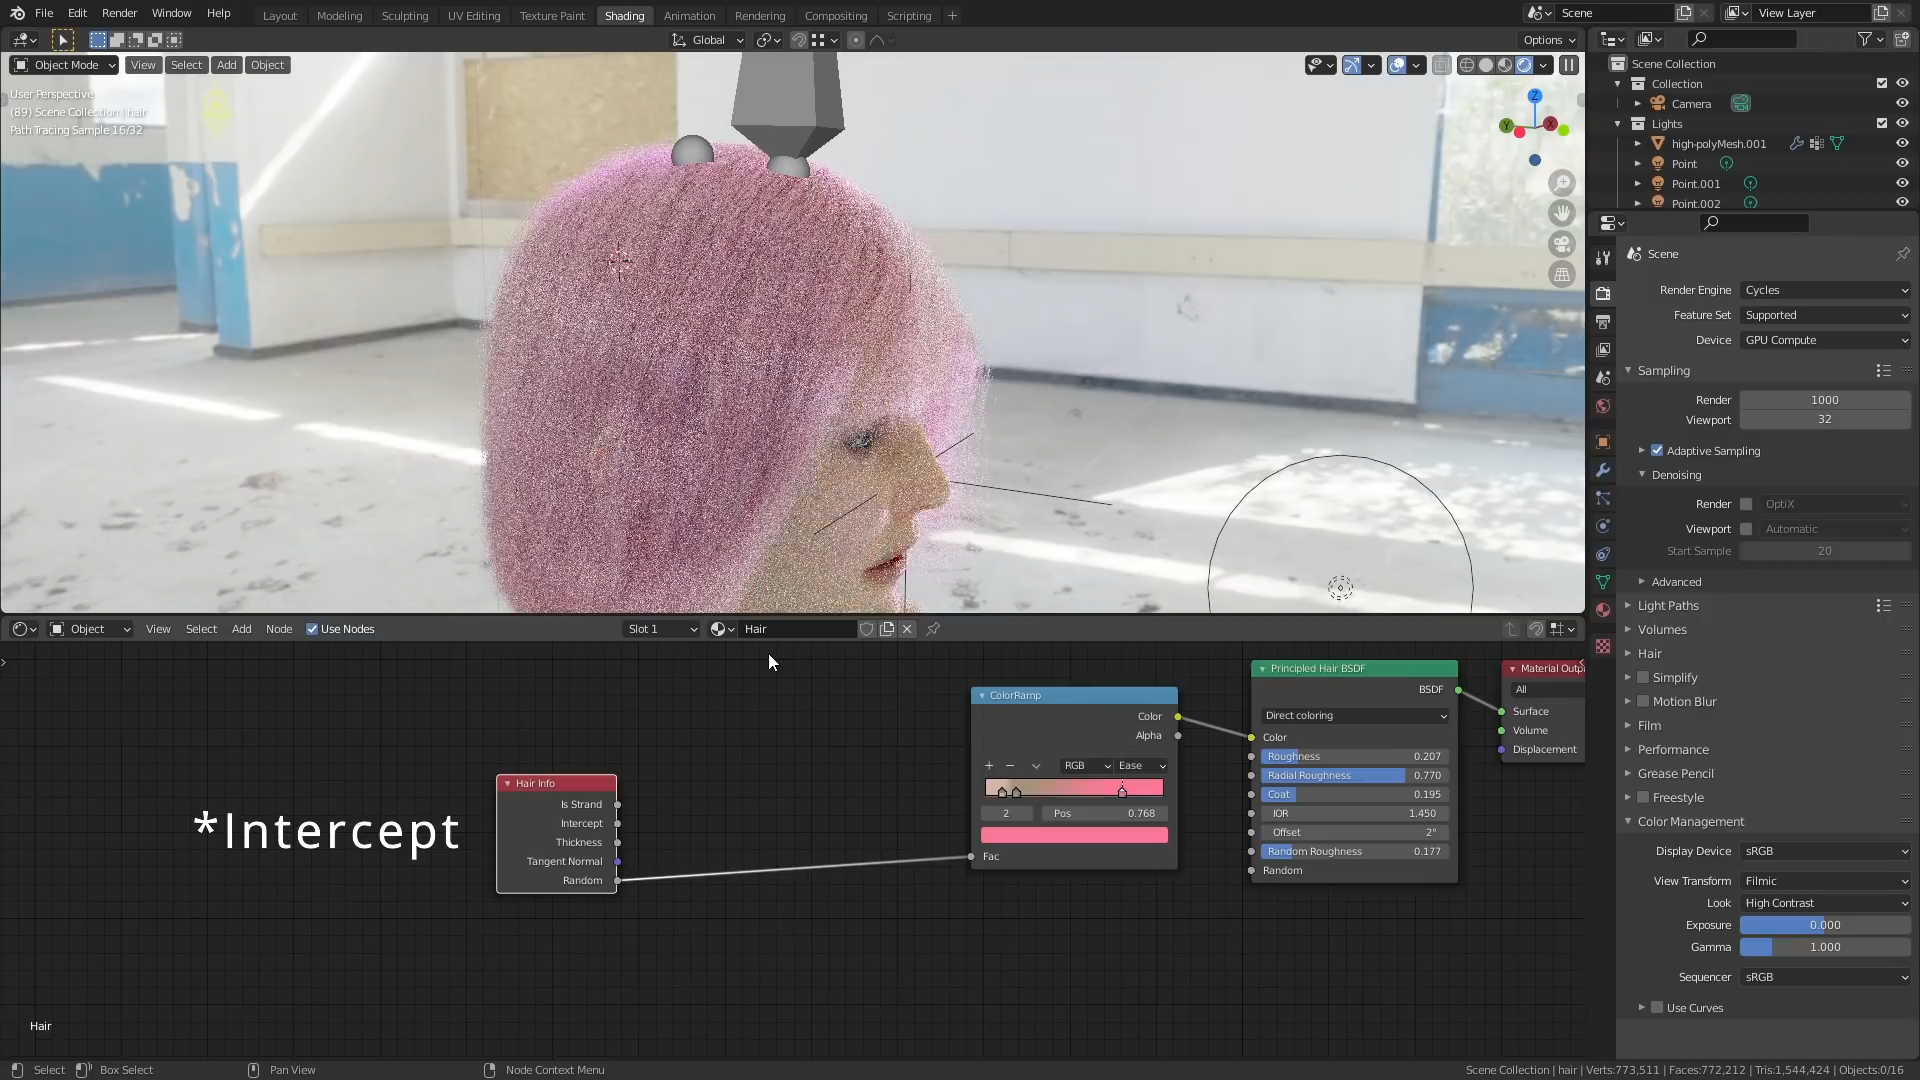 File Edit Render Window Help Layout Modeling Sculpting UV Editing Texture Paint Shading Animation Rendering Compositing Scripting + Scene View Layer
Global Options
Object Mode View Select Add Object
User Perspective
(89) Scene Collection | hair
Path Tracing Sample 16/32
Z
Y
X
Scene Collection
Collection
Camera
Lights
high-polyMesh.001
Point
Point.001
Point.002
Scene
Render Engine Cycles
Feature Set Supported
Device GPU Compute
Sampling
Render 1000
Viewport 32
Adaptive Sampling
Denoising
Render OptiX
Viewport Automatic
Start Sample 20
Advanced
Light Paths
Volumes
Hair
Simplify
Motion Blur
Film
Performance
Grease Pencil
Freestyle
Color Management
Display Device sRGB
View Transform Filmic
Look High Contrast
Exposure 0.000
Gamma 1.000
Sequencer sRGB
Use Curves
Object View Select Add Node Use Nodes Slot 1 Hair
*Intercept
Hair Info
Is Strand
Intercept
Thickness
Tangent Normal
Random
ColorRamp
Color
Alpha
+ − RGB Ease
2 Pos 0.768
Fac
Principled Hair BSDF
BSDF
Direct coloring
Color
Roughness 0.207
Radial Roughness 0.770
Coat 0.195
IOR 1.450
Offset 2°
Random Roughness 0.177
Random
Material Outp
All
Surface
Volume
Displacement
Hair
Select Box Select Pan View Node Context Menu Scene Collection | hair | Verts:773,511 | Faces:772,212 | Tris:1,544,424 | Objects:0/16